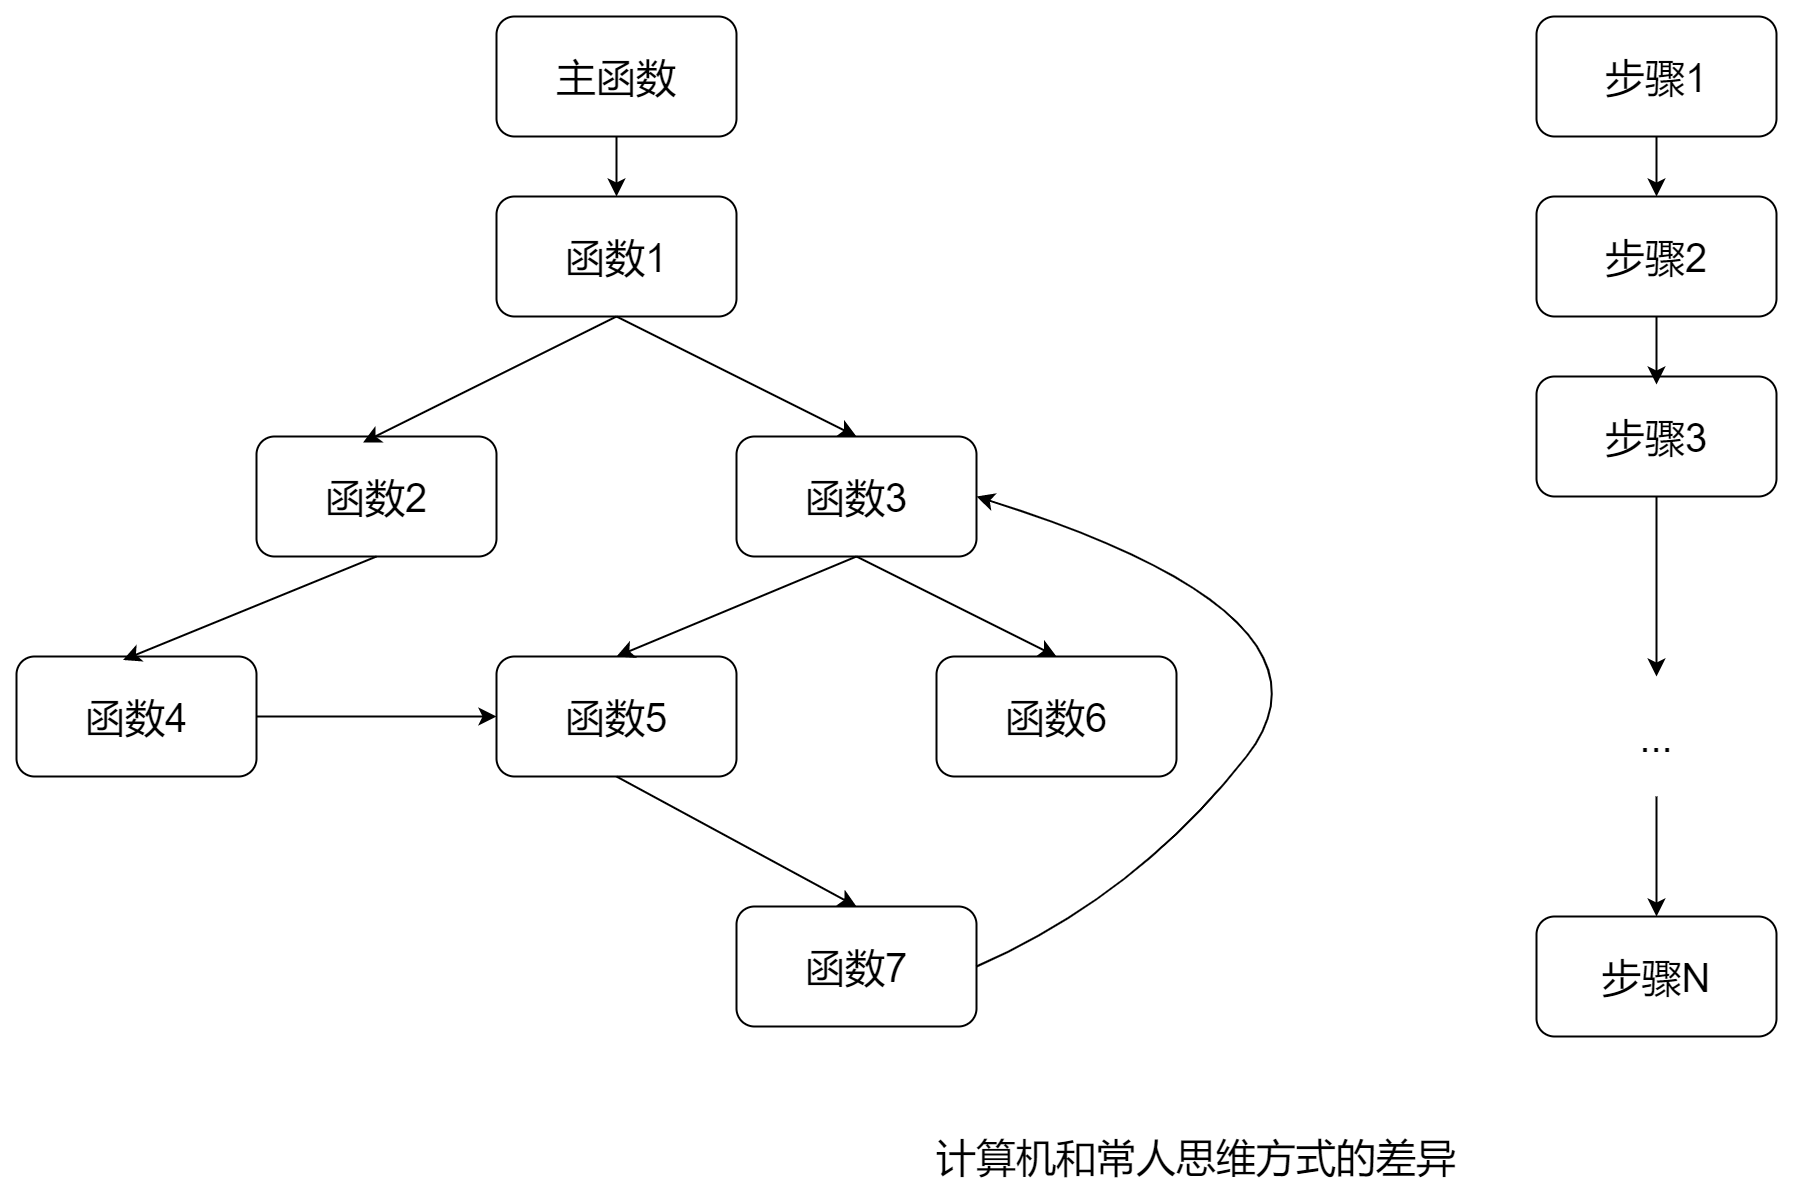 主函数
函数1
函数2
函数3
函数4
函数5
函数6
函数7
步骤1
步骤2
步骤3
...
步骤N
计算机和常人思维方式的差异